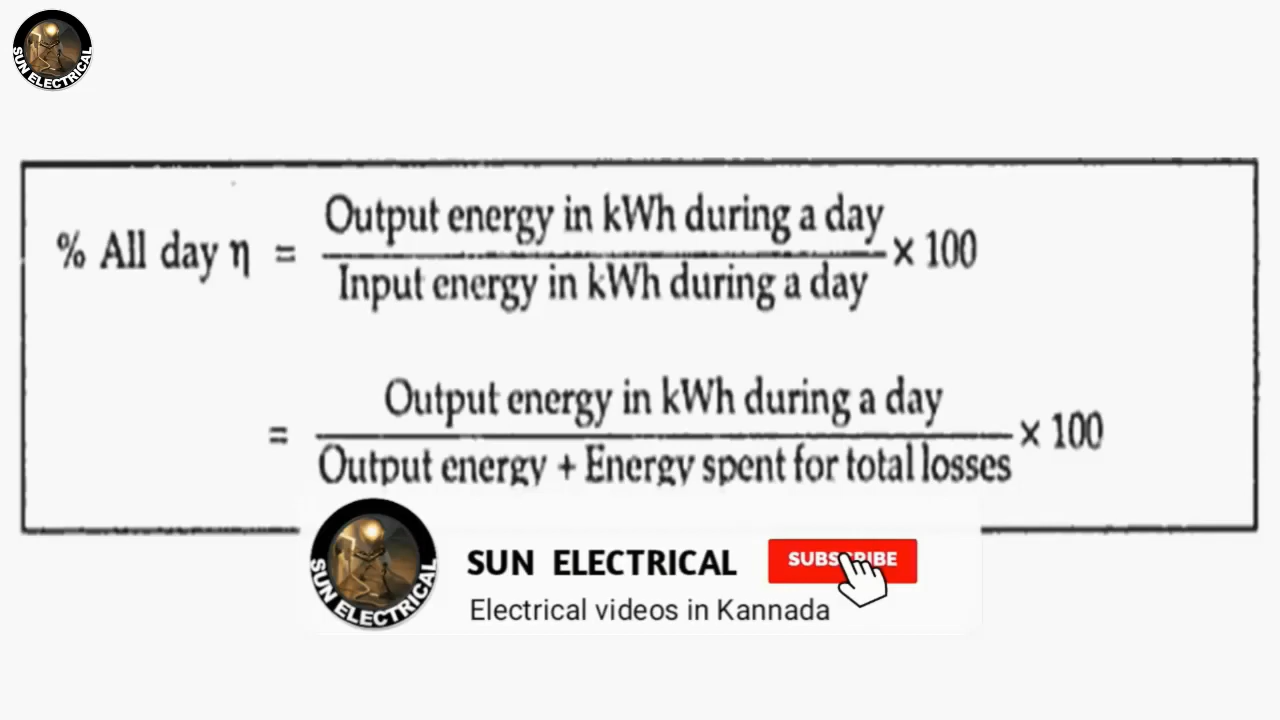 SUN ELECTRICAL
% All day η = Output energy in kWh during a day / Input energy in kWh during a day × 100
= Output energy in kWh during a day / Output energy + Energy spent for total losses × 100
SUN ELECTRICAL
SUN ELECTRICAL
SUBSCRIBE
Electrical videos in Kannada